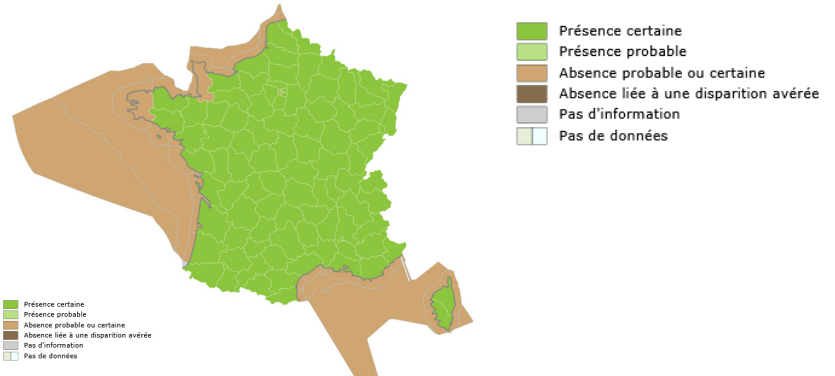 Présence certaine
Présence probable
Absence probable ou certaine
Absence liée à une disparition avérée
Pas d'information
Pas de données
Présence certaine
Présence probable
Absence probable ou certaine
Absence liée à une disparition avérée
Pas d'information
Pas de données